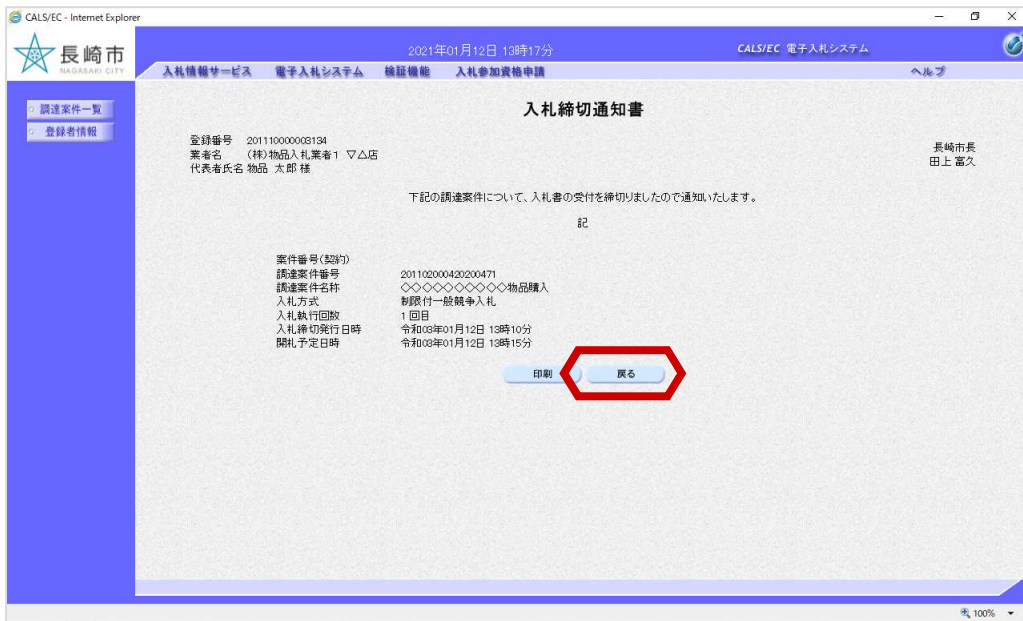 CALS/EC - Internet Explorer
長崎市
NAGASAKI CITY
2021年01月12日 13時17分
CALS/EC 電子入札システム
入札情報サービス 電子入札システム 検証機能 入札参加資格申請 ヘルプ
調達案件一覧
登録者情報
入札締切通知書
登録番号 201110000003134
業者名 (株)物品入札業者1 ▽△店
代表者氏名 物品 太郎 様
長崎市長
田上 富久
下記の調達案件について、入札書の受付を締切りましたので通知いたします。
記
案件番号(契約)
調達案件番号 201102000420200471
調達案件名称 ◇◇◇◇◇◇◇◇◇◇物品購入
入札方式 制限付一般競争入札
入札執行回数 1回目
入札締切発行日時 令和03年01月12日 13時10分
開札予定日時 令和03年01月12日 13時15分
印刷 戻る
100%